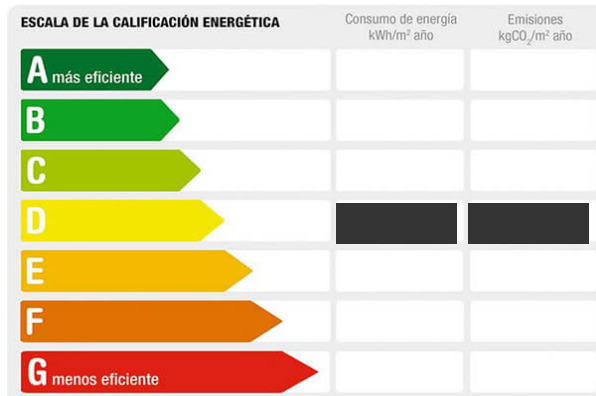 ESCALA DE LA CALIFICACIÓN ENERGÉTICA
Consumo de energía
kWh/m² año
Emisiones
kgCO₂/m² año
A más eficiente
B
C
D
E
F
G menos eficiente